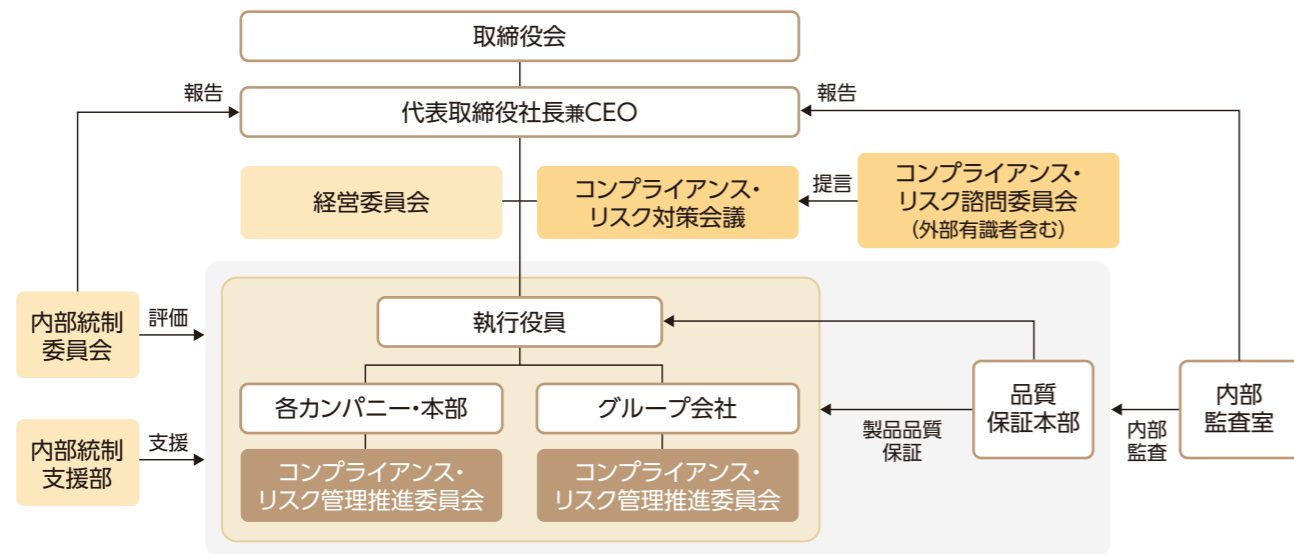 取締役会
報告
代表取締役社長兼CEO
報告
経営委員会
コンプライアンス・
リスク対策会議
提言
コンプライアンス・
リスク諮問委員会
（外部有識者含む）
内部統制
委員会
評価
執行役員
各カンパニー・本部
グループ会社
製品品質
保証
品質
保証本部
内部
監査
内部
監査室
内部統制
支援部
支援
コンプライアンス・
リスク管理推進委員会
コンプライアンス・
リスク管理推進委員会